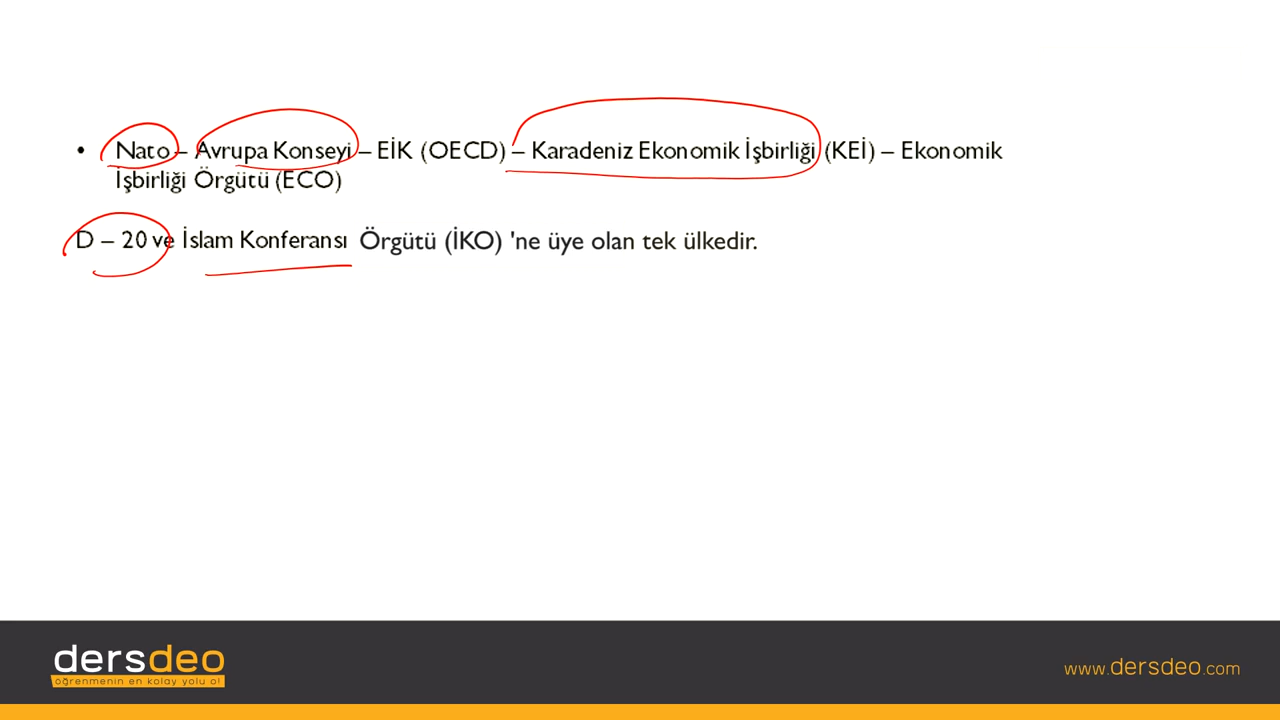 • Nato – Avrupa Konseyi – EİK (OECD) – Karadeniz Ekonomik İşbirliği (KEİ) – Ekonomik
İşbirliği Örgütü (ECO)
D – 20 ve İslam Konferansı Örgütü (İKO) 'ne üye olan tek ülkedir.
dersdeo
öğrenmenin en kolay yolu o!
www.dersdeo.com